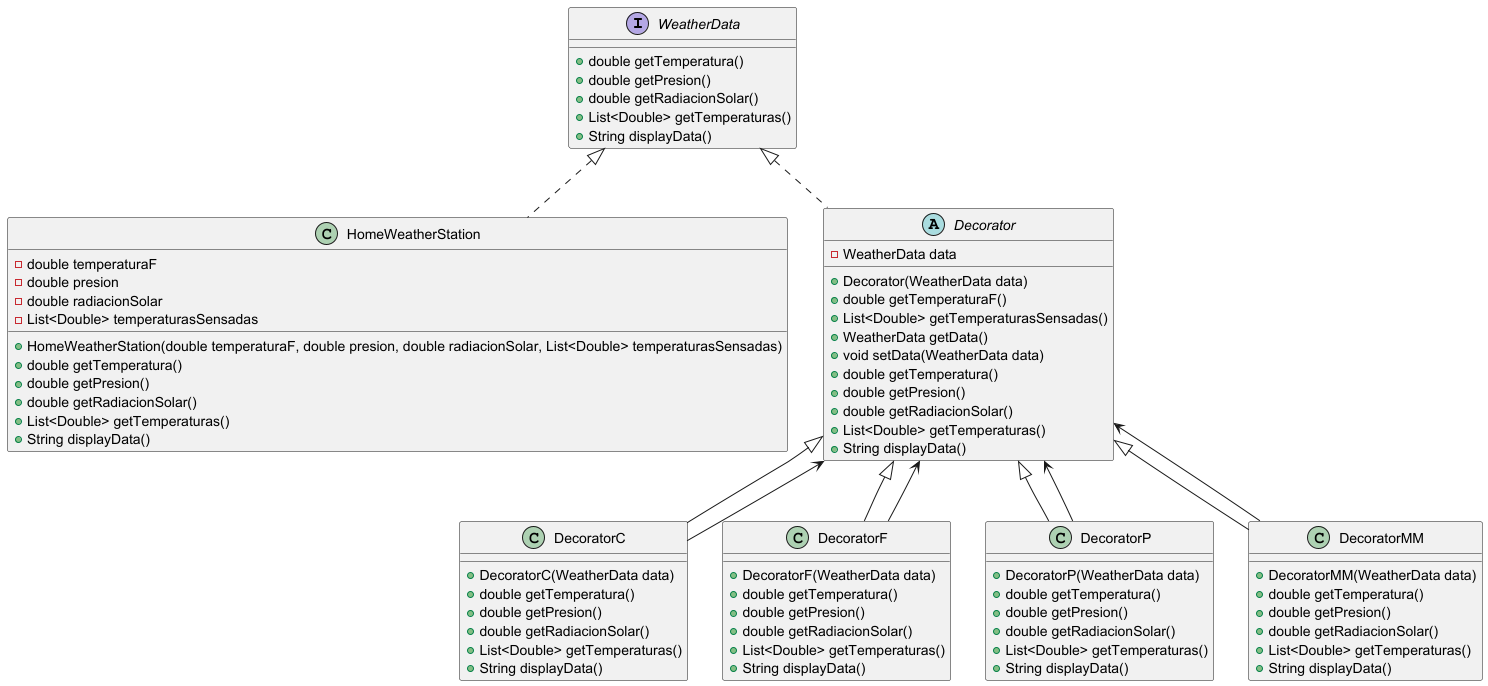 I WeatherData
double getTemperatura()
double getPresion()
double getRadiacionSolar()
List<Double> getTemperaturas()
String displayData()
C HomeWeatherStation
double temperaturaF
double presion
double radiacionSolar
List<Double> temperaturasSensadas
HomeWeatherStation(double temperaturaF, double presion, double radiacionSolar, List<Double> temperaturasSensadas)
double getTemperatura()
double getPresion()
double getRadiacionSolar()
List<Double> getTemperaturas()
String displayData()
A Decorator
WeatherData data
Decorator(WeatherData data)
double getTemperaturaF()
List<Double> getTemperaturasSensadas()
WeatherData getData()
void setData(WeatherData data)
double getTemperatura()
double getPresion()
double getRadiacionSolar()
List<Double> getTemperaturas()
String displayData()
C DecoratorC
DecoratorC(WeatherData data)
double getTemperatura()
double getPresion()
double getRadiacionSolar()
List<Double> getTemperaturas()
String displayData()
C DecoratorF
DecoratorF(WeatherData data)
double getTemperatura()
double getPresion()
double getRadiacionSolar()
List<Double> getTemperaturas()
String displayData()
C DecoratorP
DecoratorP(WeatherData data)
double getTemperatura()
double getPresion()
double getRadiacionSolar()
List<Double> getTemperaturas()
String displayData()
C DecoratorMM
DecoratorMM(WeatherData data)
double getTemperatura()
double getPresion()
double getRadiacionSolar()
List<Double> getTemperaturas()
String displayData()